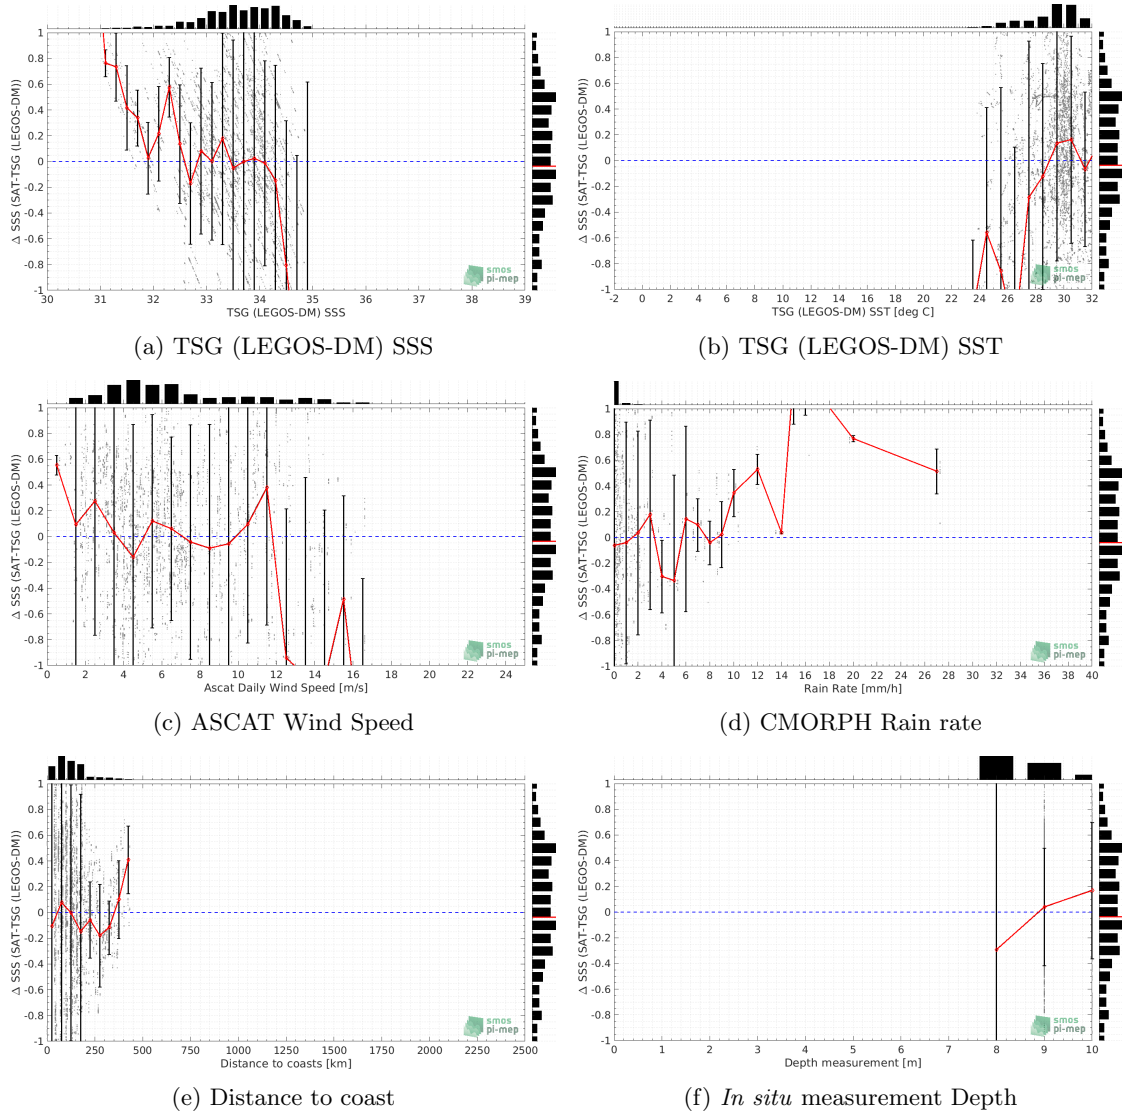 Δ SSS (SAT-TSG (LEGOS-DM))
1
0.8
0.6
0.4
0.2
0
-0.2
-0.4
-0.6
-0.8
-1
30 31 32 33 34 35 36 37 38 39
TSG (LEGOS-DM) SSS
smos
pi-mep
(a) TSG (LEGOS-DM) SSS
Δ SSS (SAT-TSG (LEGOS-DM))
1
0.8
0.6
0.4
0.2
0
-0.2
-0.4
-0.6
-0.8
-1
-2 0 2 4 6 8 10 12 14 16 18 20 22 24 26 28 30 32
TSG (LEGOS-DM) SST [deg C]
smos
pi-mep
(b) TSG (LEGOS-DM) SST
Δ SSS (SAT-TSG (LEGOS-DM))
1
0.8
0.6
0.4
0.2
0
-0.2
-0.4
-0.6
-0.8
-1
0 2 4 6 8 10 12 14 16 18 20 22 24
Ascat Daily Wind Speed [m/s]
smos
pi-mep
(c) ASCAT Wind Speed
Δ SSS (SAT-TSG (LEGOS-DM))
1
0.8
0.6
0.4
0.2
0
-0.2
-0.4
-0.6
-0.8
-1
0 2 4 6 8 10 12 14 16 18 20 22 24 26 28 30 32 34 36 38 40
Rain Rate [mm/h]
smos
pi-mep
(d) CMORPH Rain rate
Δ SSS (SAT-TSG (LEGOS-DM))
1
0.8
0.6
0.4
0.2
0
-0.2
-0.4
-0.6
-0.8
-1
0 250 500 750 1000 1250 1500 1750 2000 2250 2500
Distance to coasts [km]
smos
pi-mep
(e) Distance to coast
Δ SSS (SAT-TSG (LEGOS-DM))
1
0.8
0.6
0.4
0.2
0
-0.2
-0.4
-0.6
-0.8
-1
0 1 2 3 4 5 6 7 8 9 10
Depth measurement [m]
smos
pi-mep
(f) In situ measurement Depth